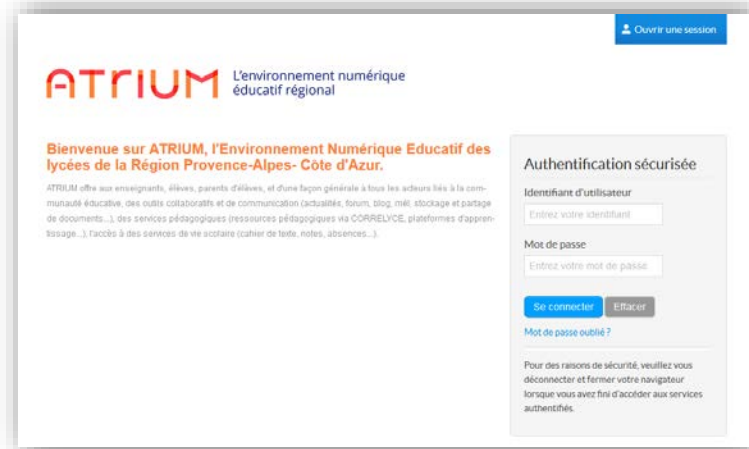 Ouvrir une session
ATRIUM
L'environnement numérique
éducatif régional
Bienvenue sur ATRIUM, l'Environnement Numérique Educatif des
lycées de la Région Provence-Alpes- Côte d'Azur.
ATRIUM offre aux enseignants, élèves, parents d'élèves, et d'une façon générale à tous les acteurs liés à la com-
munauté éducative, des outils collaboratifs et de communication (actualités, forum, blog, mél, stockage et partage
de documents...), des services pédagogiques (ressources pédagogiques via CORRELYCE, plateformes d'appren-
tissage...), l'accès à des services de vie scolaire (cahier de texte, notes, absences...).
Authentification sécurisée
Identifiant d'utilisateur
Entrez votre identifiant
Mot de passe
Entrez votre mot de passe
Se connecter Effacer
Mot de passe oublié ?
Pour des raisons de sécurité, veuillez vous
déconnecter et fermer votre navigateur
lorsque vous avez fini d'accéder aux services
authentifiés.